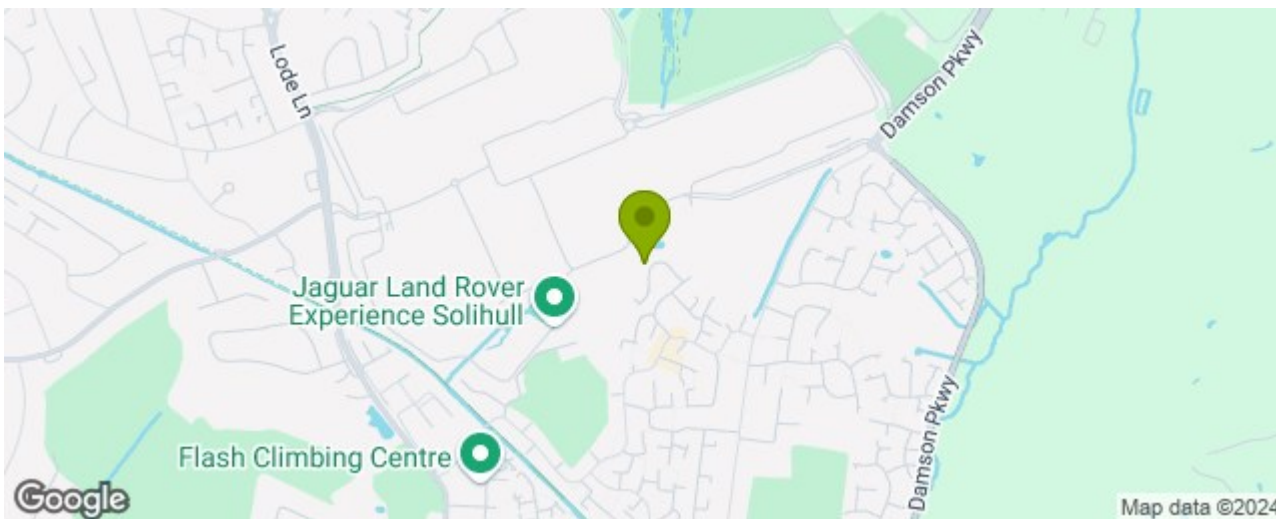 Lode Ln
Damson Pkwy
Jaguar Land Rover
Experience Solihull
Flash Climbing Centre
Damson Pkwy
Google
Map data ©2024